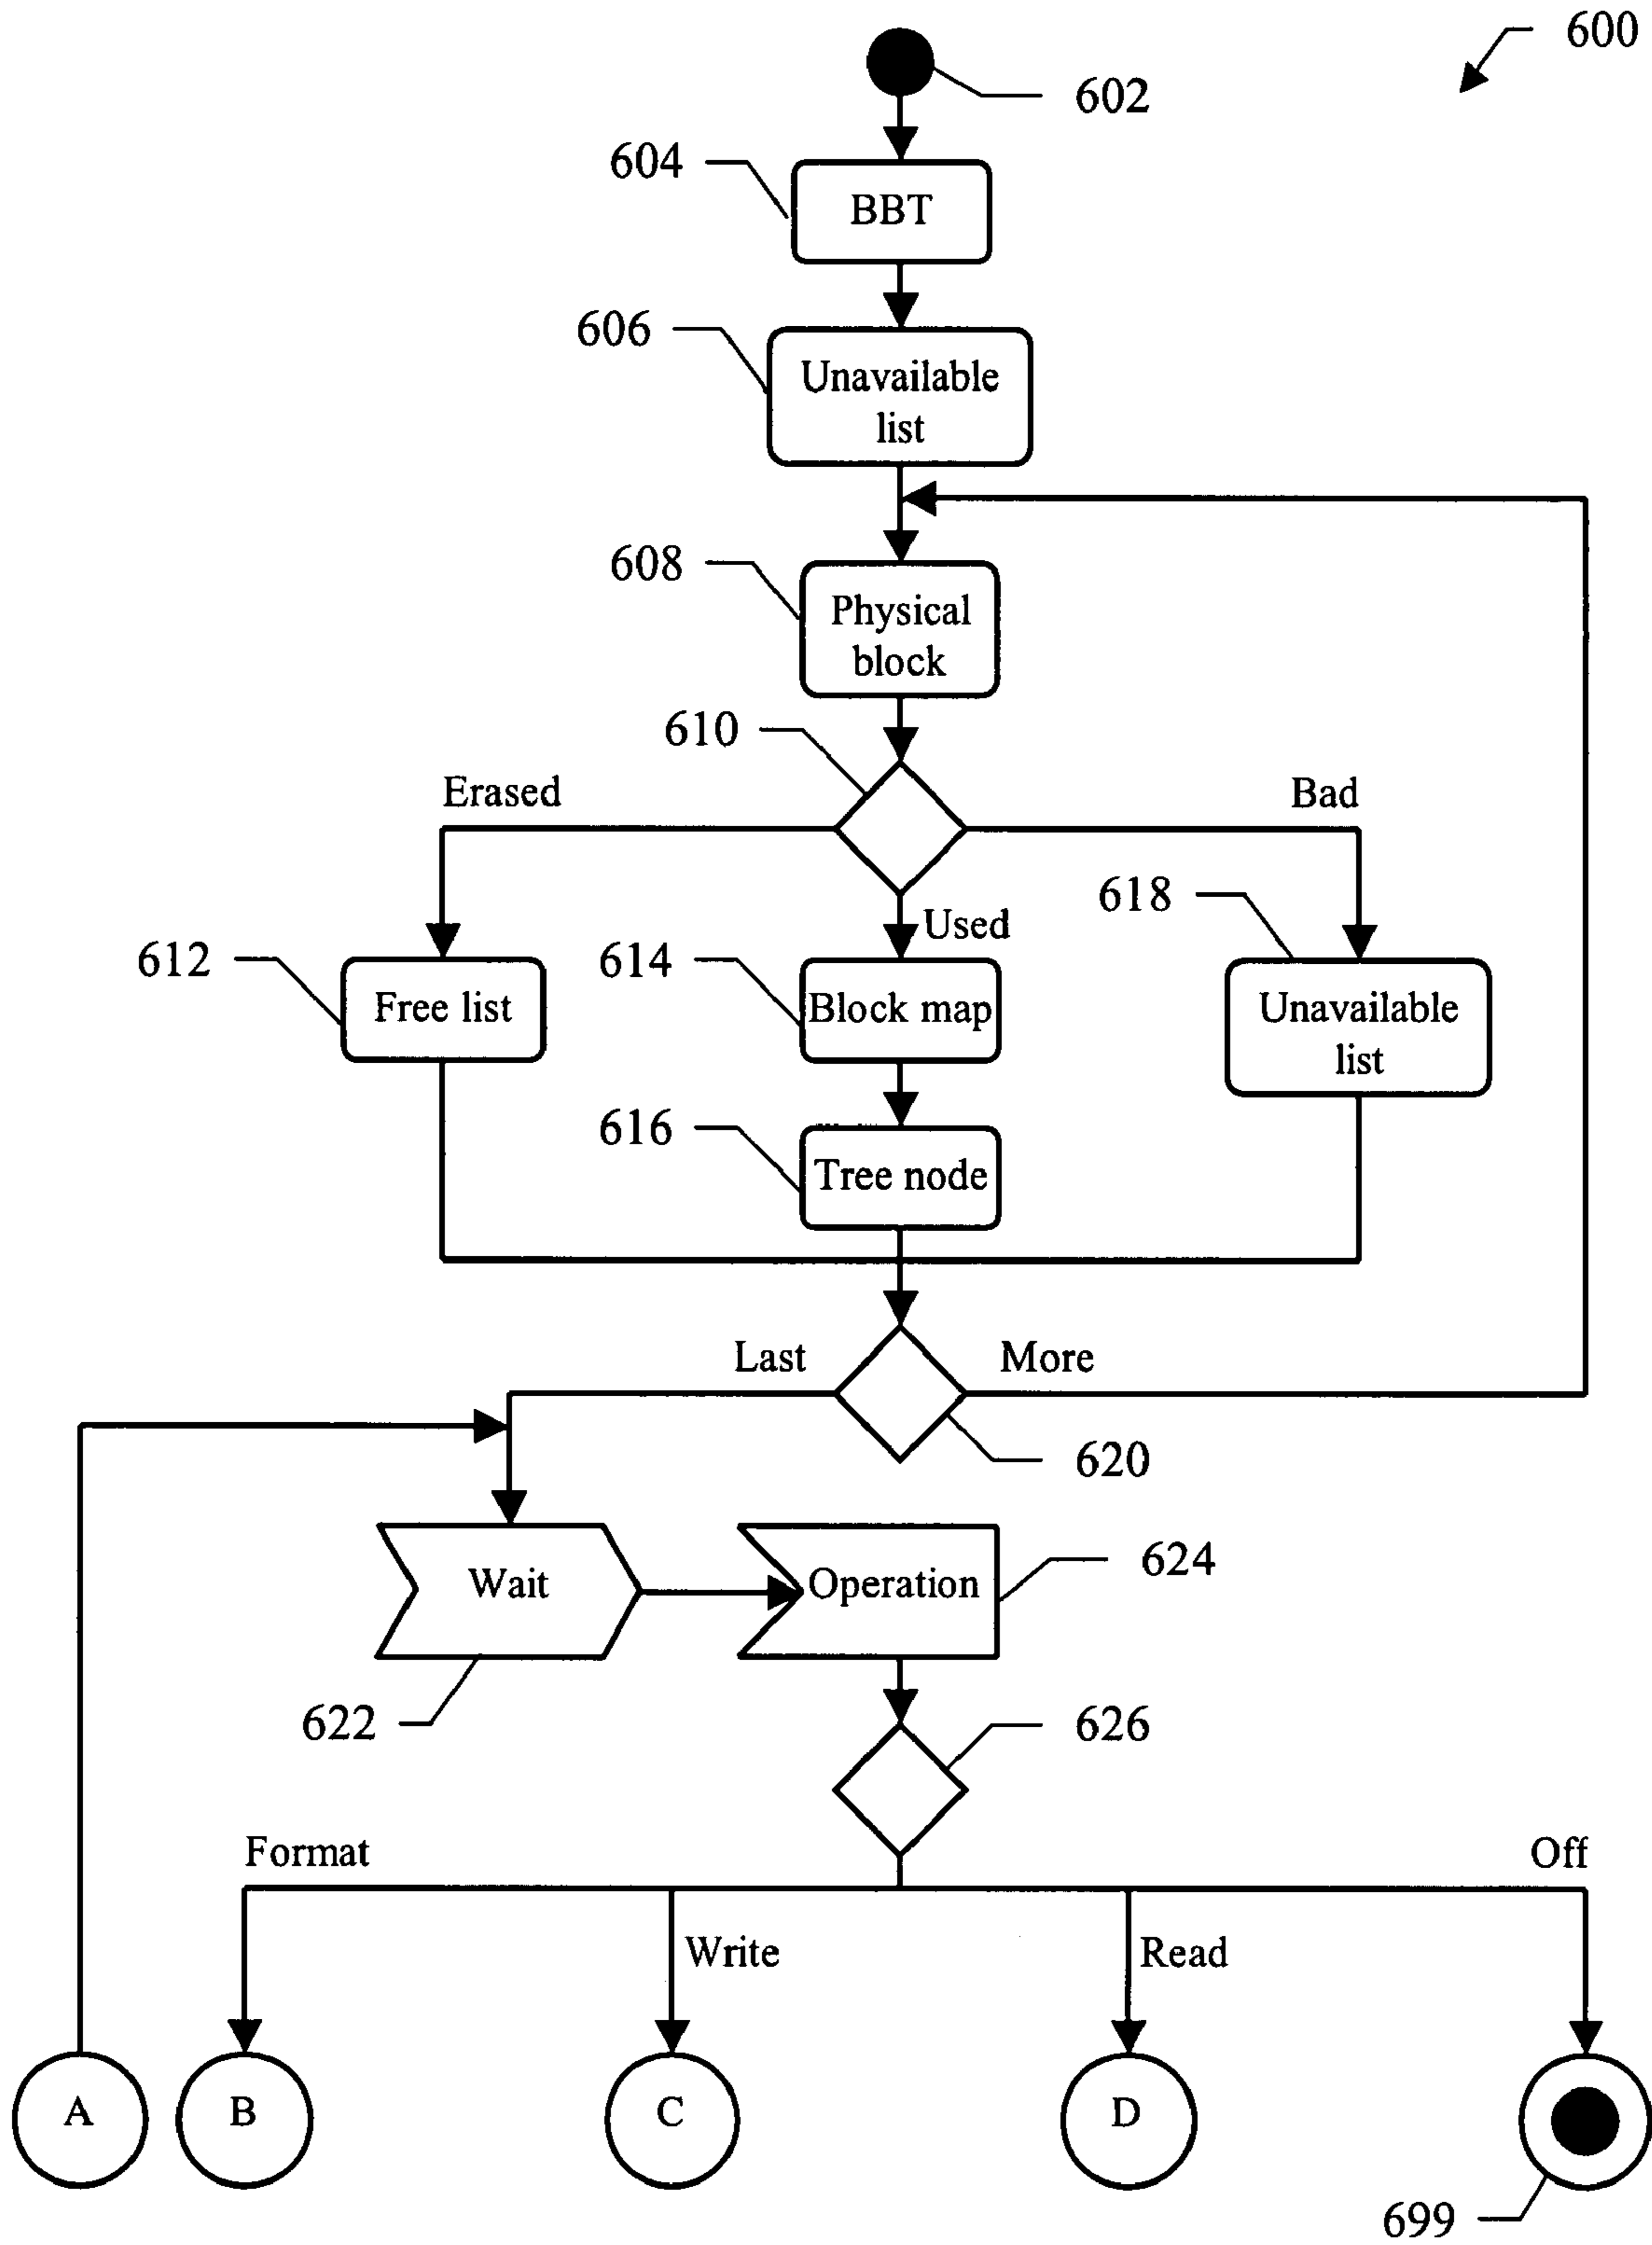 600
602
604
BBT
606
Unavailable
list
608
Physical
block
610
Erased
Bad
Used
618
612
614
Free list
Block map
Unavailable
list
616
Tree node
Last
More
620
Wait
Operation
624
622
626
Format
Off
Write
Read
A
B
C
D
699